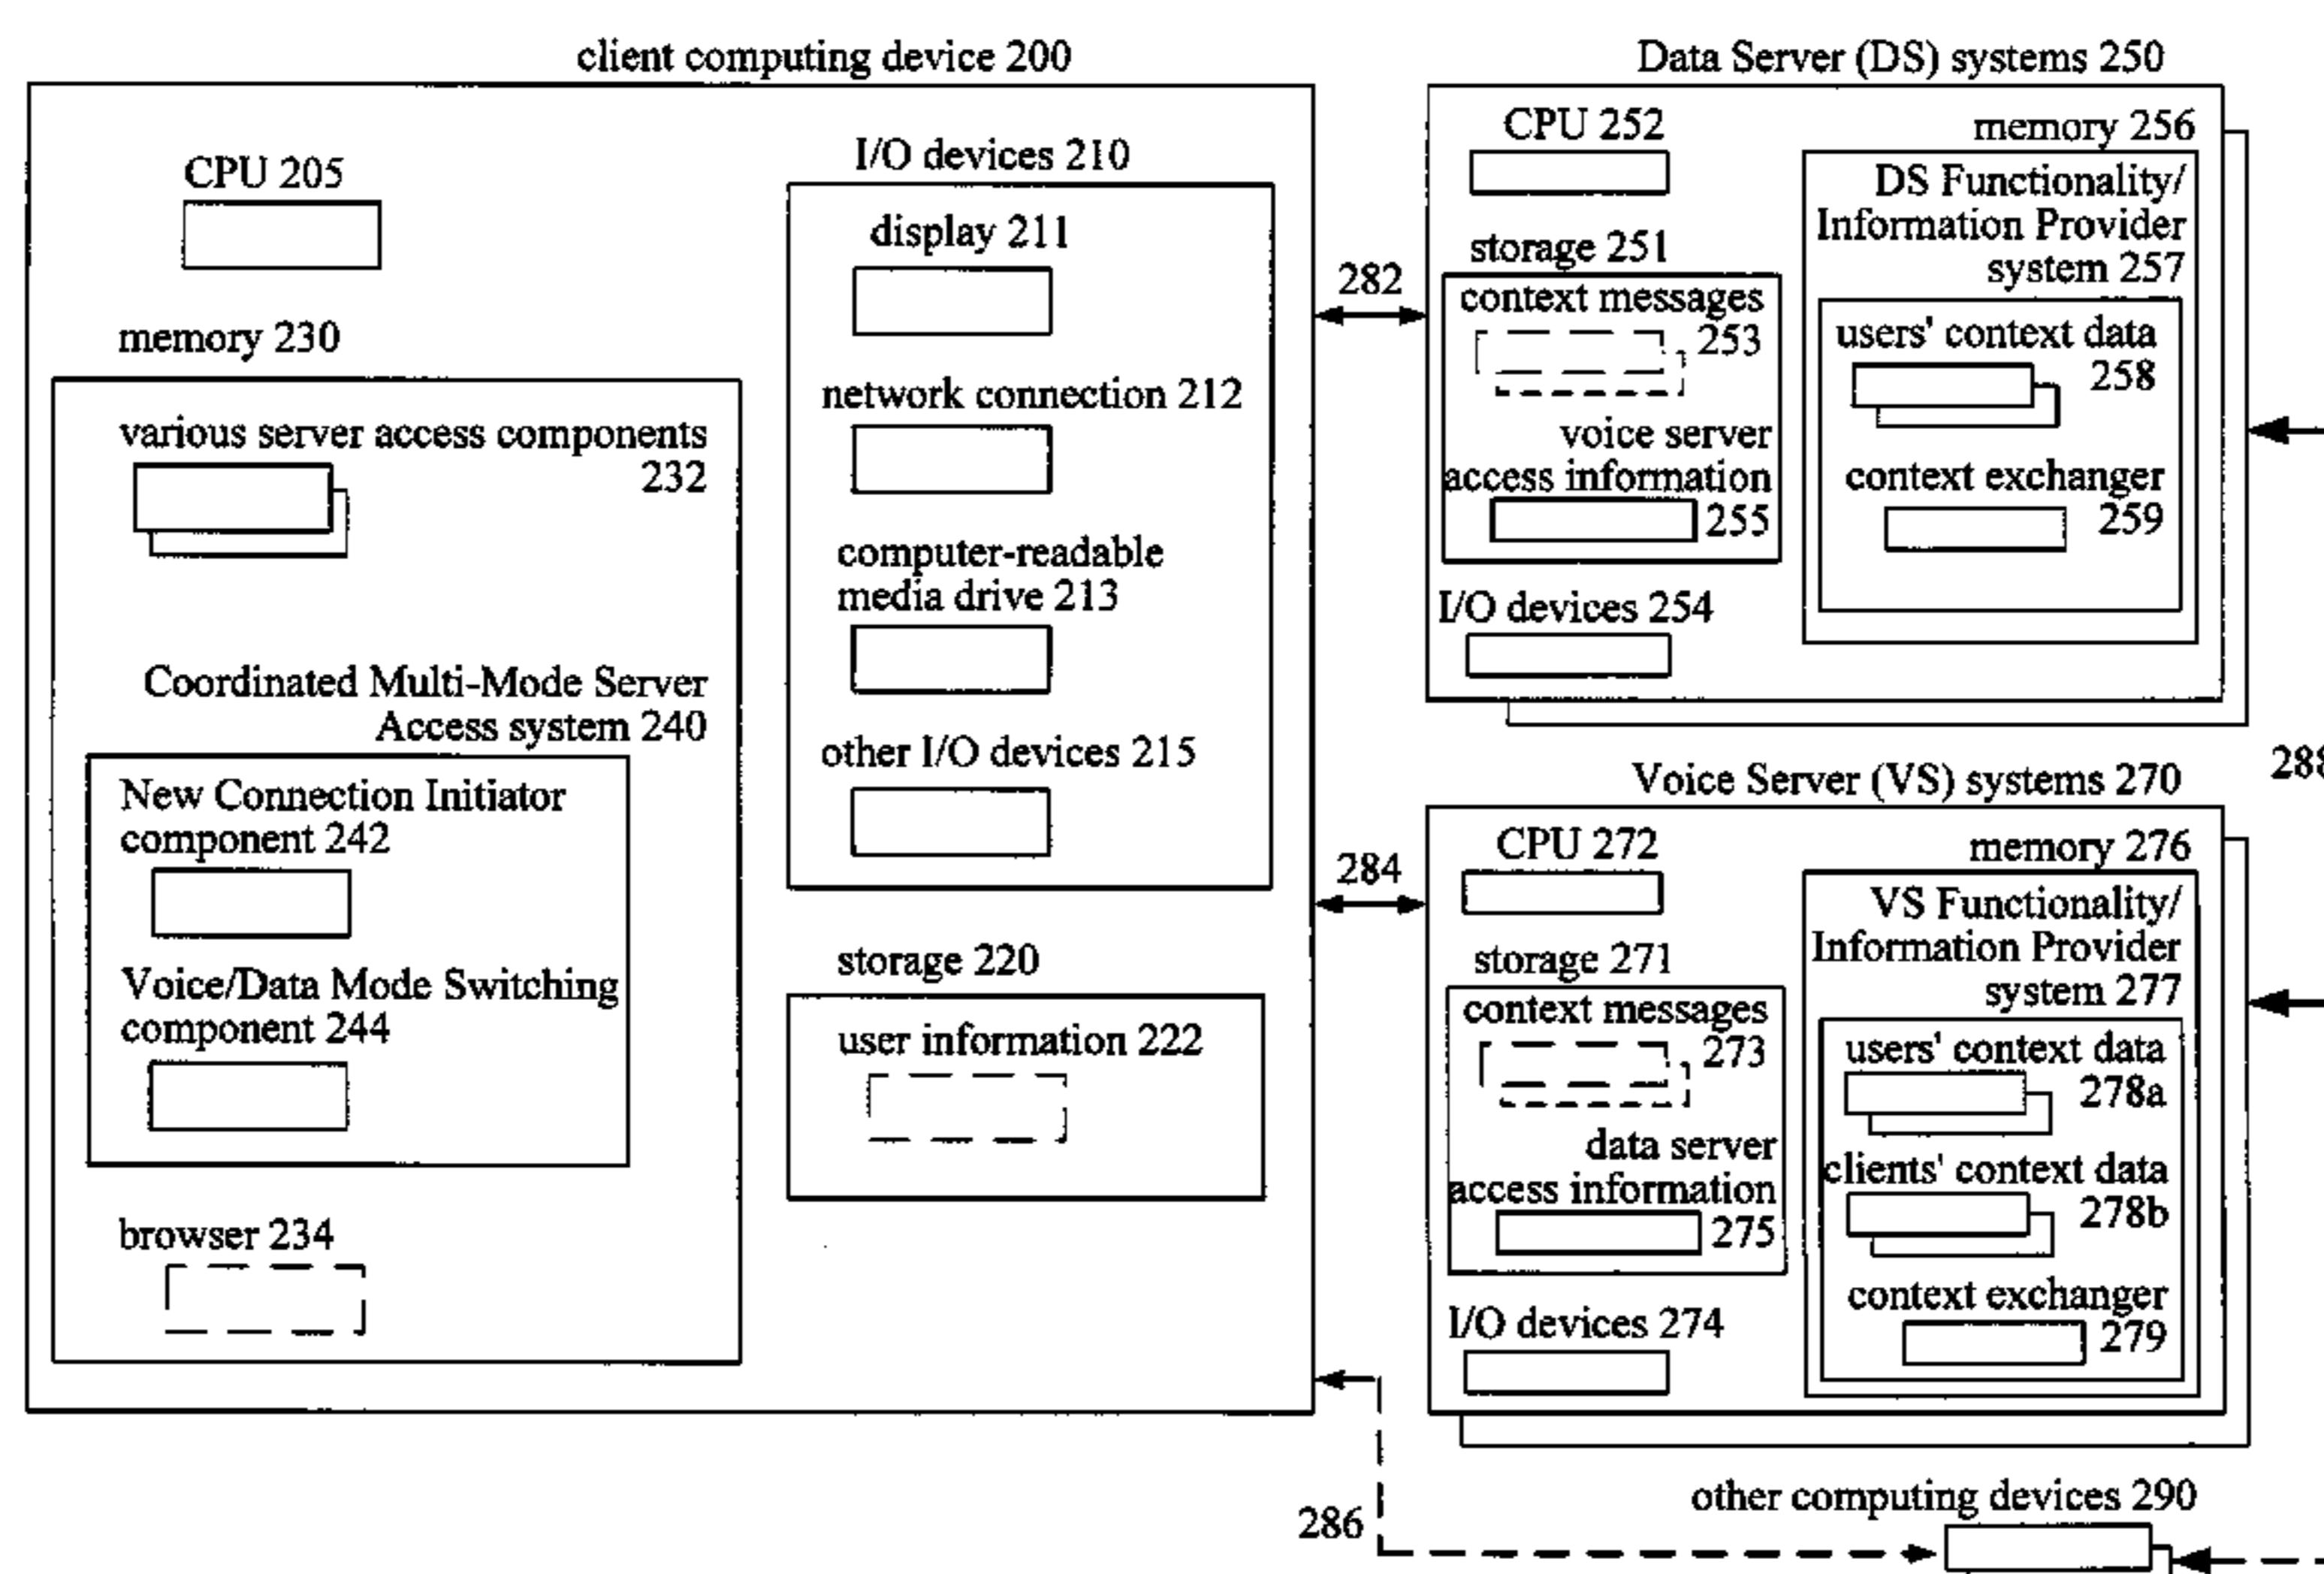 client computing device 200
CPU 205
memory 230
various server access components
232
Coordinated Multi-Mode Server
Access system 240
New Connection Initiator
component 242
Voice/Data Mode Switching
component 244
browser 234
I/O devices 210
display 211
network connection 212
computer-readable
media drive 213
other I/O devices 215
storage 220
user information 222
282
284
286
Data Server (DS) systems 250
CPU 252
storage 251
context messages
253
voice server
access information
255
I/O devices 254
memory 256
DS Functionality/
Information Provider
system 257
users' context data
258
context exchanger
259
288
Voice Server (VS) systems 270
CPU 272
storage 271
context messages
273
data server
access information
275
I/O devices 274
memory 276
VS Functionality/
Information Provider
system 277
users' context data
278a
clients' context data
278b
context exchanger
279
other computing devices 290